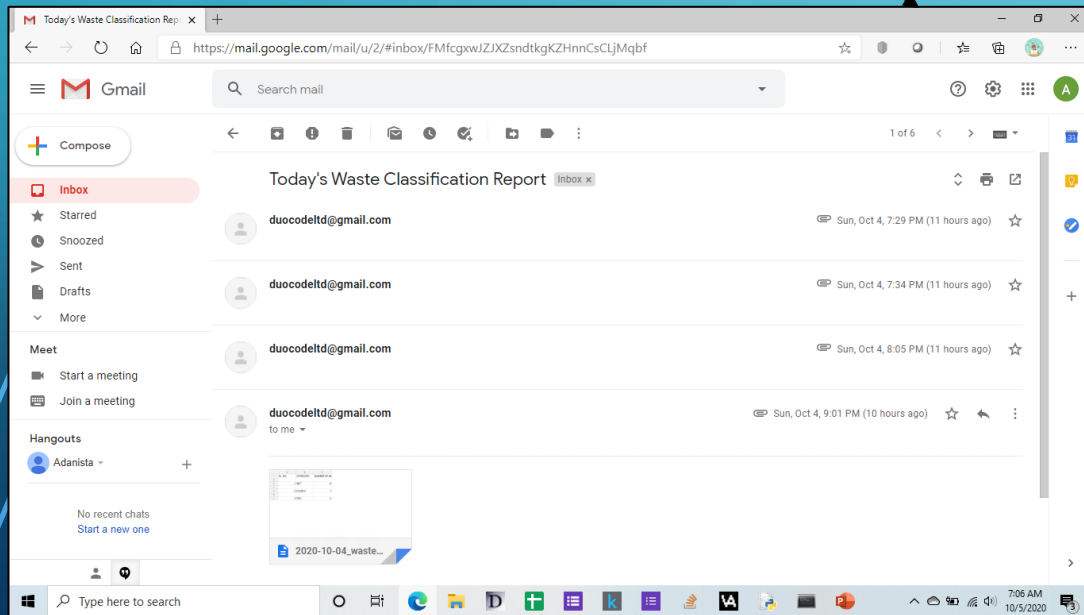 Today's Waste Classification Rep
https://mail.google.com/mail/u/2/#inbox/FMfcgxwJZJXZsndtkgKZHnnCsCLjMqbf
Gmail
Search mail
A
Compose
1 of 6
31
Inbox
Starred
Snoozed
Sent
Drafts
More
Meet
Start a meeting
Join a meeting
Hangouts
Adanista
No recent chats
Start a new one
Today's Waste Classification Report Inbox x
duocodeltd@gmail.com Sun, Oct 4, 7:29 PM (11 hours ago)
duocodeltd@gmail.com Sun, Oct 4, 7:34 PM (11 hours ago)
duocodeltd@gmail.com Sun, Oct 4, 8:05 PM (11 hours ago)
duocodeltd@gmail.com Sun, Oct 4, 9:01 PM (10 hours ago)
to me
2020-10-04_waste...
Type here to search
7:06 AM
10/5/2020
3